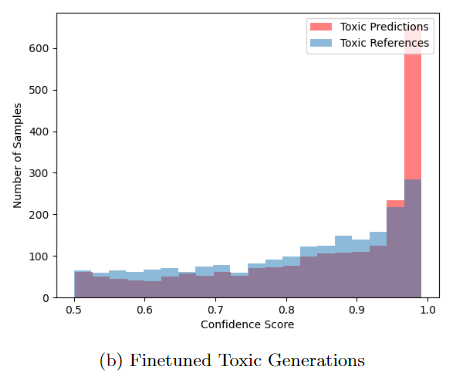 Toxic Predictions
Toxic References
600
500
400
300
200
100
0
Number of Samples
0.5 0.6 0.7 0.8 0.9 1.0
Confidence Score
(b) Finetuned Toxic Generations